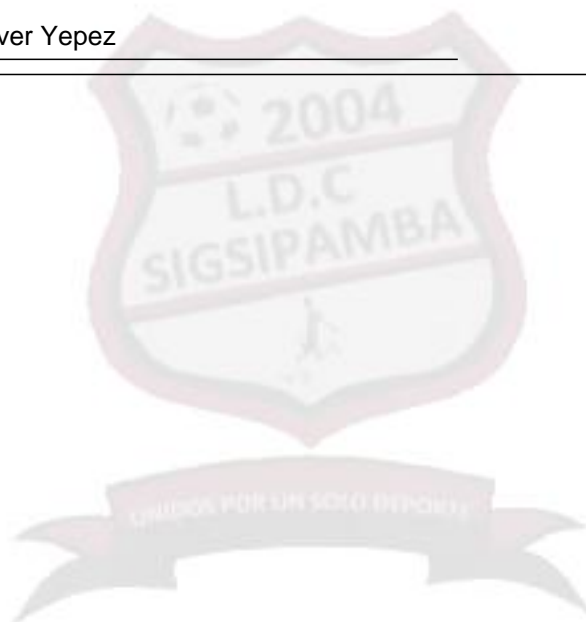 ver Yepez
2004
L.D.C
SIGSIPAMBA
UNIDOS POR UN SOLO DEPORTE